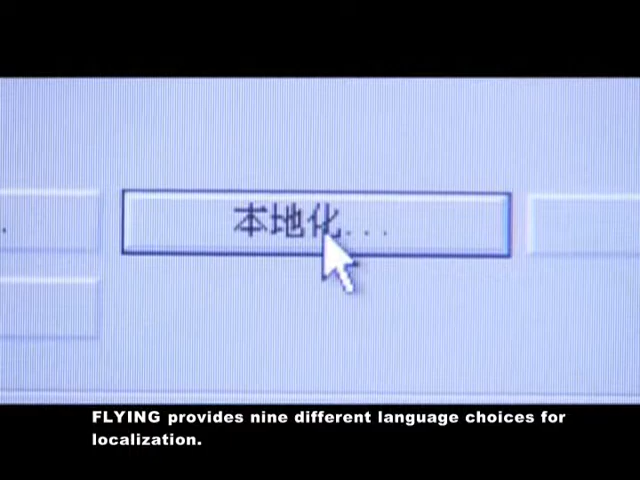 本地化...
FLYING provides nine different language choices for
localization.